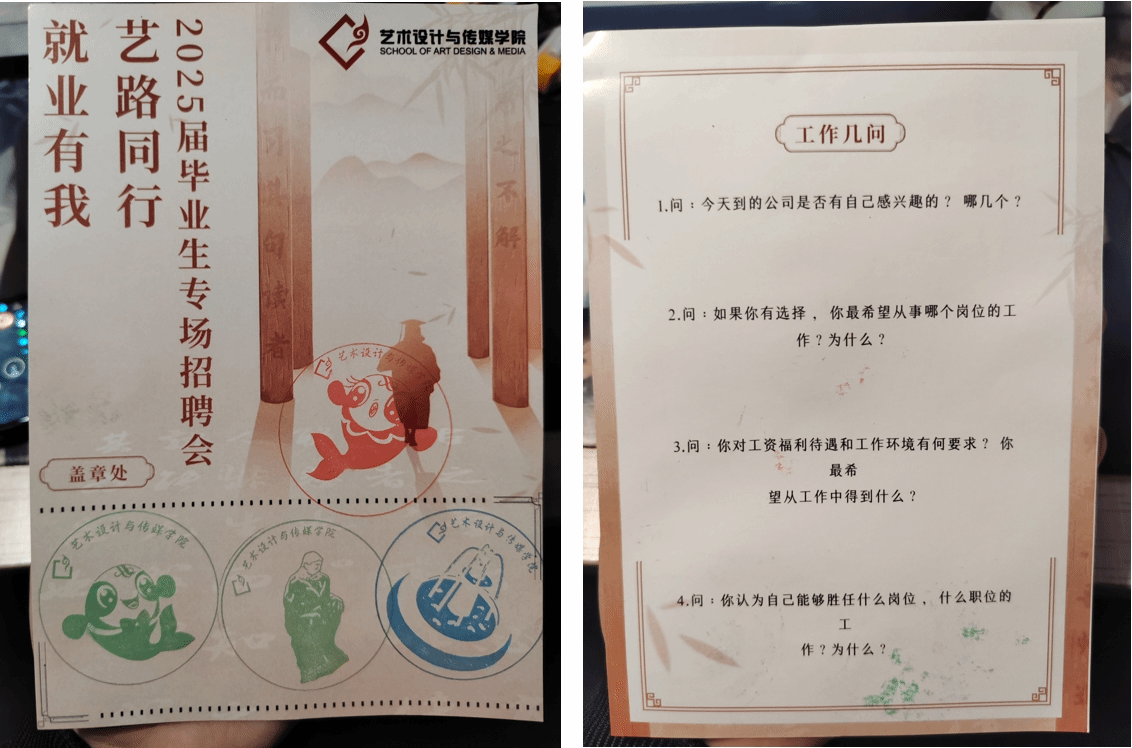 就业有我
艺路同行
2025届毕业生专场招聘会
艺术设计与传媒学院
SCHOOL OF ART DESIGN & MEDIA
艺术设计与传
盖章处
艺术设计与传媒学院
艺术设计与传媒学院
艺术设计与传媒学院
工作几问
1.问：今天到的公司是否有自己感兴趣的？哪几个？
2.问：如果你有选择，你最希望从事哪个岗位的工
作？为什么？
3.问：你对工资福利待遇和工作环境有何要求？你
最希
望从工作中得到什么？
4.问：你认为自己能够胜任什么岗位，什么职位的
工
作？为什么？